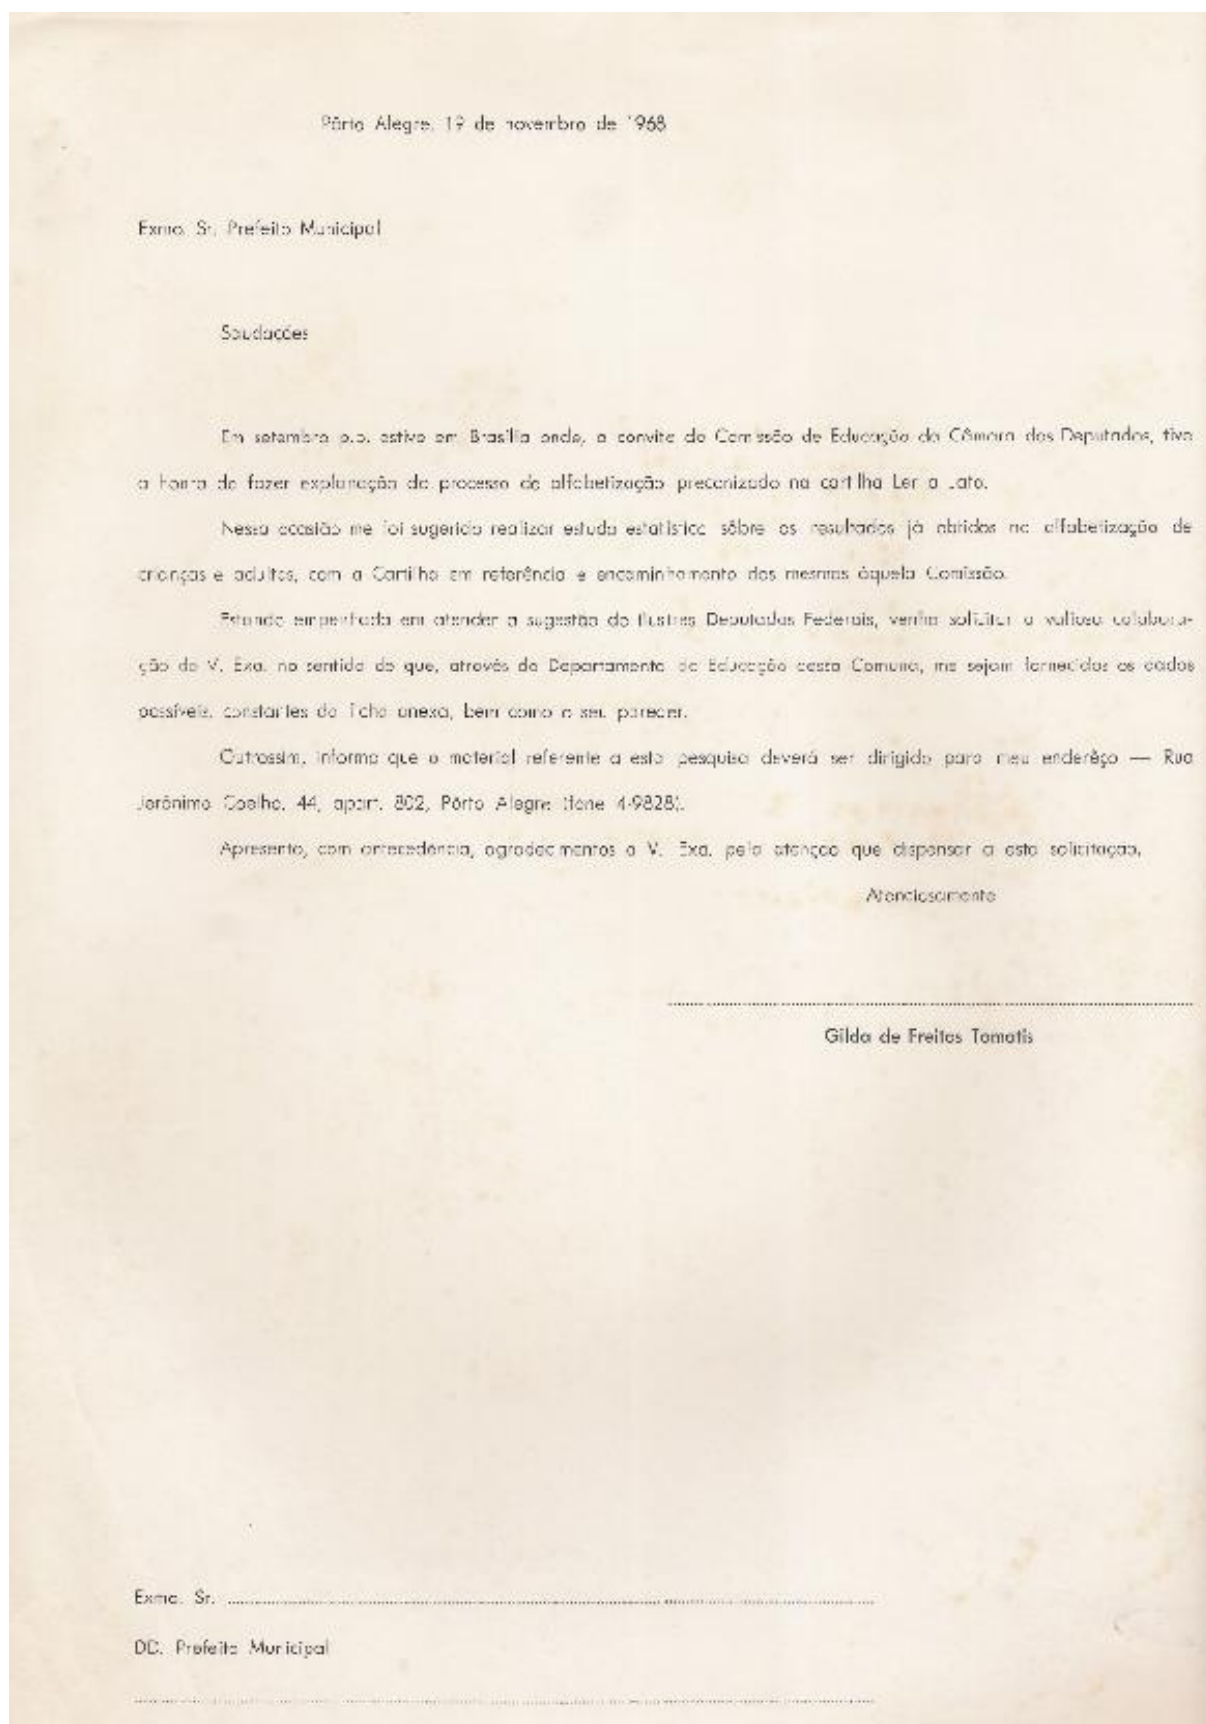 Pôrto Alegre, 19 de novembro de 1968
Exmo. Sr. Prefeito Municipal
Saudações
Em setembro p.p. estive em Brasília onde, a convite da Comissão de Educação da Câmara dos Deputados, tive
a honra de fazer explanação do processo de alfabetização preconizado na cartilha Ler a Jato.
Nessa ocasião me foi sugerido realizar estudo estatístico sôbre os resultados já obtidos na alfabetização de
crianças e adultos, com a Cartilha em referência e encaminhamento dos mesmos àquela Comissão.
Estando empenhada em atender a sugestão de ilustres Deputados Federais, venho solicitar a valiosa colabora-
ção de V. Exa. no sentido de que, através do Departamento de Educação dessa Comuna, me sejam fornecidos os dados
possíveis, constantes da ficha anexa, bem como o seu parecer.
Outrossim, informo que o material referente a esta pesquisa deverá ser dirigido para meu enderêço — Rua
Jerônimo Coelho, 44, apart. 802, Pôrto Alegre (fone 4-9828).
Apresento, com antecedência, agradecimentos a V. Exa. pela atenção que dispensar a esta solicitação.
Atenciosamente
Gilda de Freitas Tomatis
Exmo. Sr.
DD. Prefeito Municipal